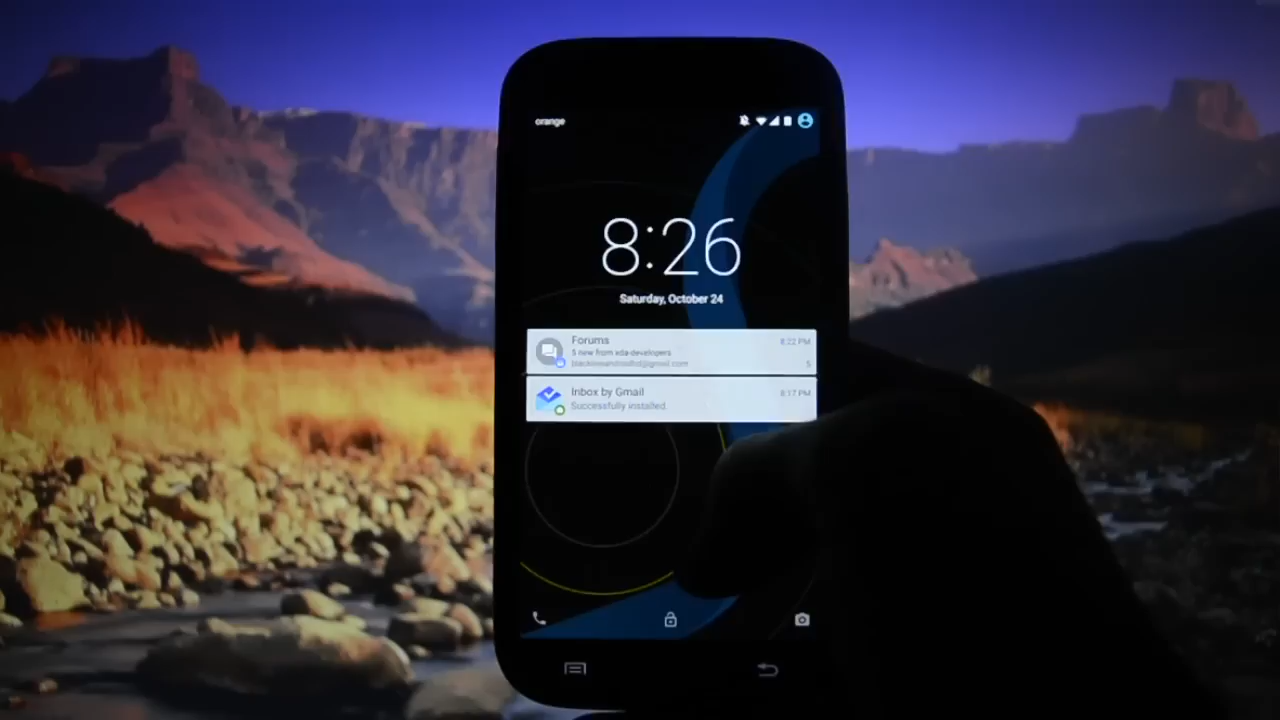 orange
8:26
Saturday, October 24
Forums
8:22 PM
5 new from xda-developers
5
Inbox by Gmail
8:17 PM
Successfully installed.